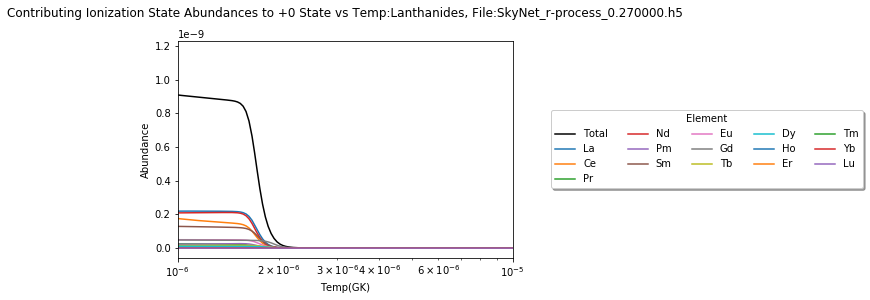 Contributing Ionization State Abundances to +0 State vs Temp:Lanthanides, File:SkyNet_r-process_0.270000.h5
1e−9
1.2
1.0
0.8
0.6
0.4
0.2
0.0
Abundance
10⁻⁶
2 × 10⁻⁶
3 × 10⁻⁶
4 × 10⁻⁶
6 × 10⁻⁶
10⁻⁵
Temp(GK)
Element
Total
La
Ce
Pr
Nd
Pm
Sm
Eu
Gd
Tb
Dy
Ho
Er
Tm
Yb
Lu